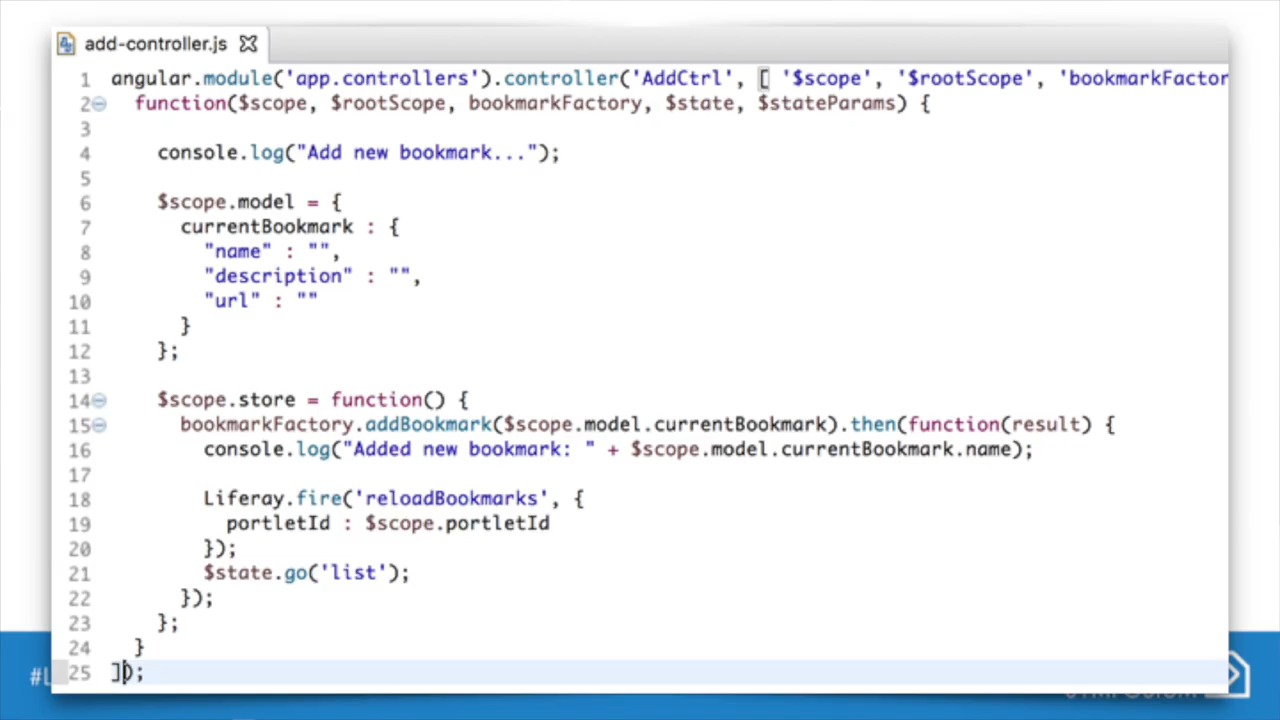 add-controller.js
1 angular.module('app.controllers').controller('AddCtrl', [ '$scope', '$rootScope', 'bookmarkFactor
2 function($scope, $rootScope, bookmarkFactory, $state, $stateParams) {
3
4 console.log("Add new bookmark...");
5
6 $scope.model = {
7 currentBookmark : {
8 "name" : "",
9 "description" : "",
10 "url" : ""
11 }
12 };
13
14 $scope.store = function() {
15 bookmarkFactory.addBookmark($scope.model.currentBookmark).then(function(result) {
16 console.log("Added new bookmark: " + $scope.model.currentBookmark.name);
17
18 Liferay.fire('reloadBookmarks', {
19 portletId : $scope.portletId
20 });
21 $state.go('list');
22 });
23 };
24 }
25 ]);
#L